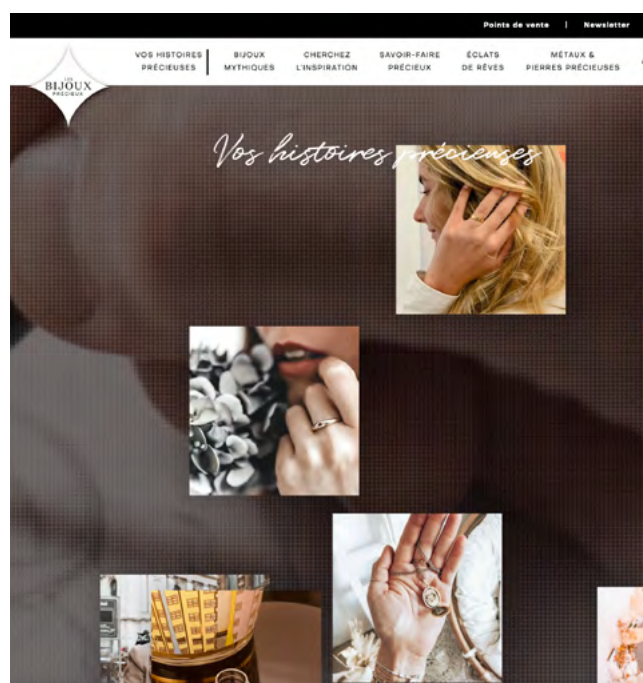 Points de vente | Newsletter
VOS HISTOIRES
PRÉCIEUSES
BIJOUX
MYTHIQUES
CHERCHEZ
L'INSPIRATION
SAVOIR-FAIRE
PRÉCIEUX
ÉCLATS
DE RÊVES
MÉTAUX &
PIERRES PRÉCIEUSES
LES
BIJOUX
PRÉCIEUX
Vos histoires précieuses